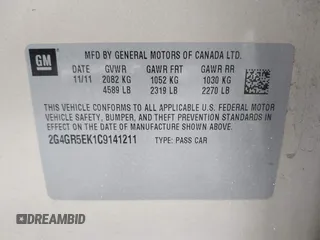 GM
MFD BY GENERAL MOTORS OF CANADA LTD.
11/11 GVWR GAWR FRT GAWR RR
2082 KG 1052 KG 1030 KG
4589 LB 2319 LB 2270 LB
THIS VEHICLE CONFORMS TO ALL APPLICABLE U.S. FEDERAL MOTOR
VEHICLE SAFETY, BUMPER, AND THEFT PREVENTION STANDARDS IN
EFFECT ON THE DATE OF MANUFACTURE SHOWN ABOVE.
2G4GR5EK1C9141211 TYPE: PASS CAR
DREAMBID